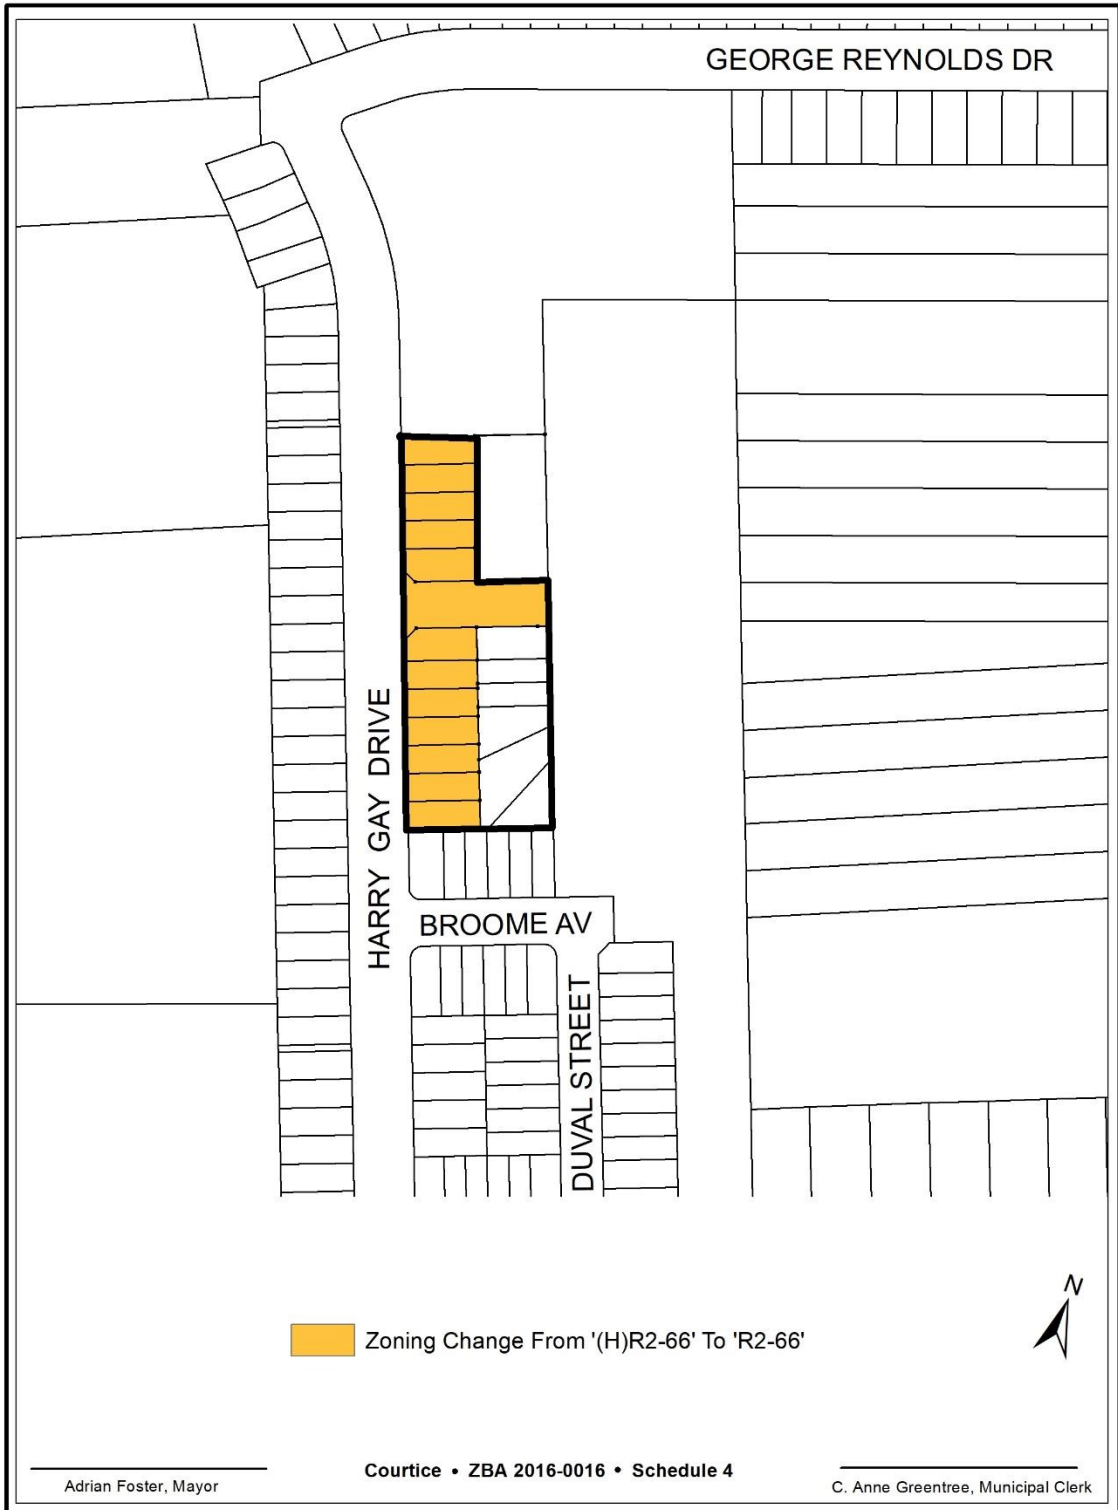 GEORGE REYNOLDS DR
HARRY GAY DRIVE
BROOME AV
DUVAL STREET
N
Zoning Change From '(H)R2-66' To 'R2-66'
Adrian Foster, Mayor
Courtice • ZBA 2016-0016 • Schedule 4
C. Anne Greentree, Municipal Clerk